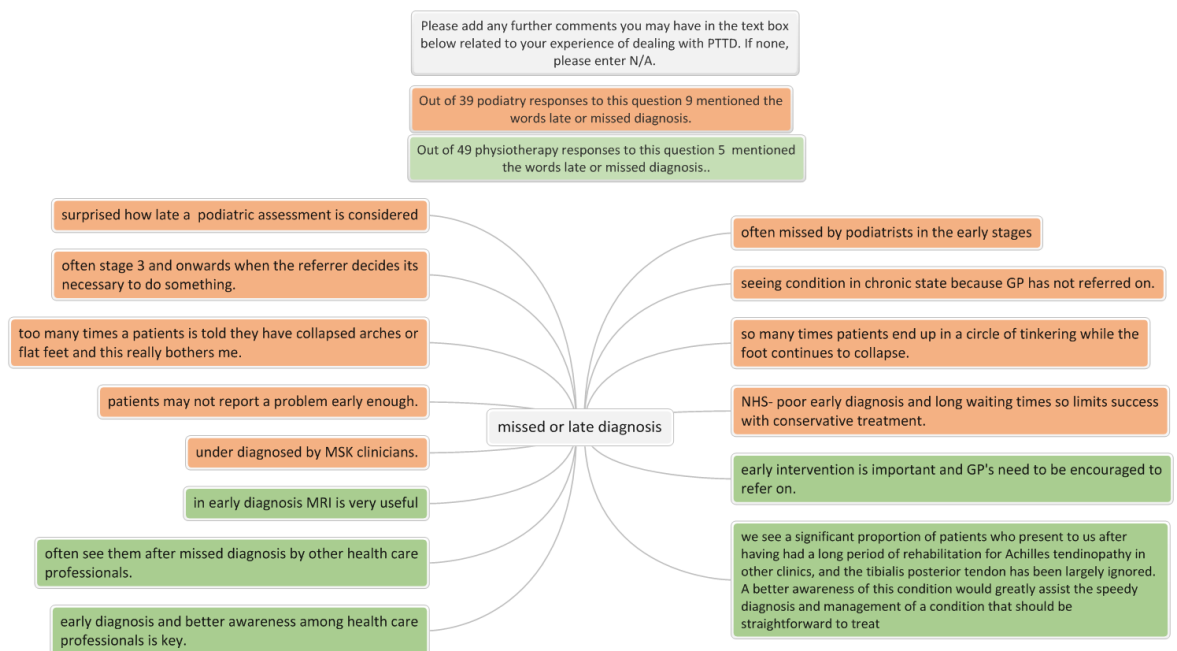 Please add any further comments you may have in the text box
below related to your experience of dealing with PTTD. If none,
please enter N/A.
Out of 39 podiatry responses to this question 9 mentioned the
words late or missed diagnosis.
Out of 49 physiotherapy responses to this question 5  mentioned
the words late or missed diagnosis..
surprised how late a  podiatric assessment is considered
often stage 3 and onwards when the referrer decides its
necessary to do something.
too many times a patients is told they have collapsed arches or
flat feet and this really bothers me.
patients may not report a problem early enough.
under diagnosed by MSK clinicians.
in early diagnosis MRI is very useful
often see them after missed diagnosis by other health care
professionals.
early diagnosis and better awareness among health care
professionals is key.
missed or late diagnosis
often missed by podiatrists in the early stages
seeing condition in chronic state because GP has not referred on.
so many times patients end up in a circle of tinkering while the
foot continues to collapse.
NHS- poor early diagnosis and long waiting times so limits success
with conservative treatment.
early intervention is important and GP's need to be encouraged to
refer on.
we see a significant proportion of patients who present to us after
having had a long period of rehabilitation for Achilles tendinopathy in
other clinics, and the tibialis posterior tendon has been largely ignored.
A better awareness of this condition would greatly assist the speedy
diagnosis and management of a condition that should be
straightforward to treat